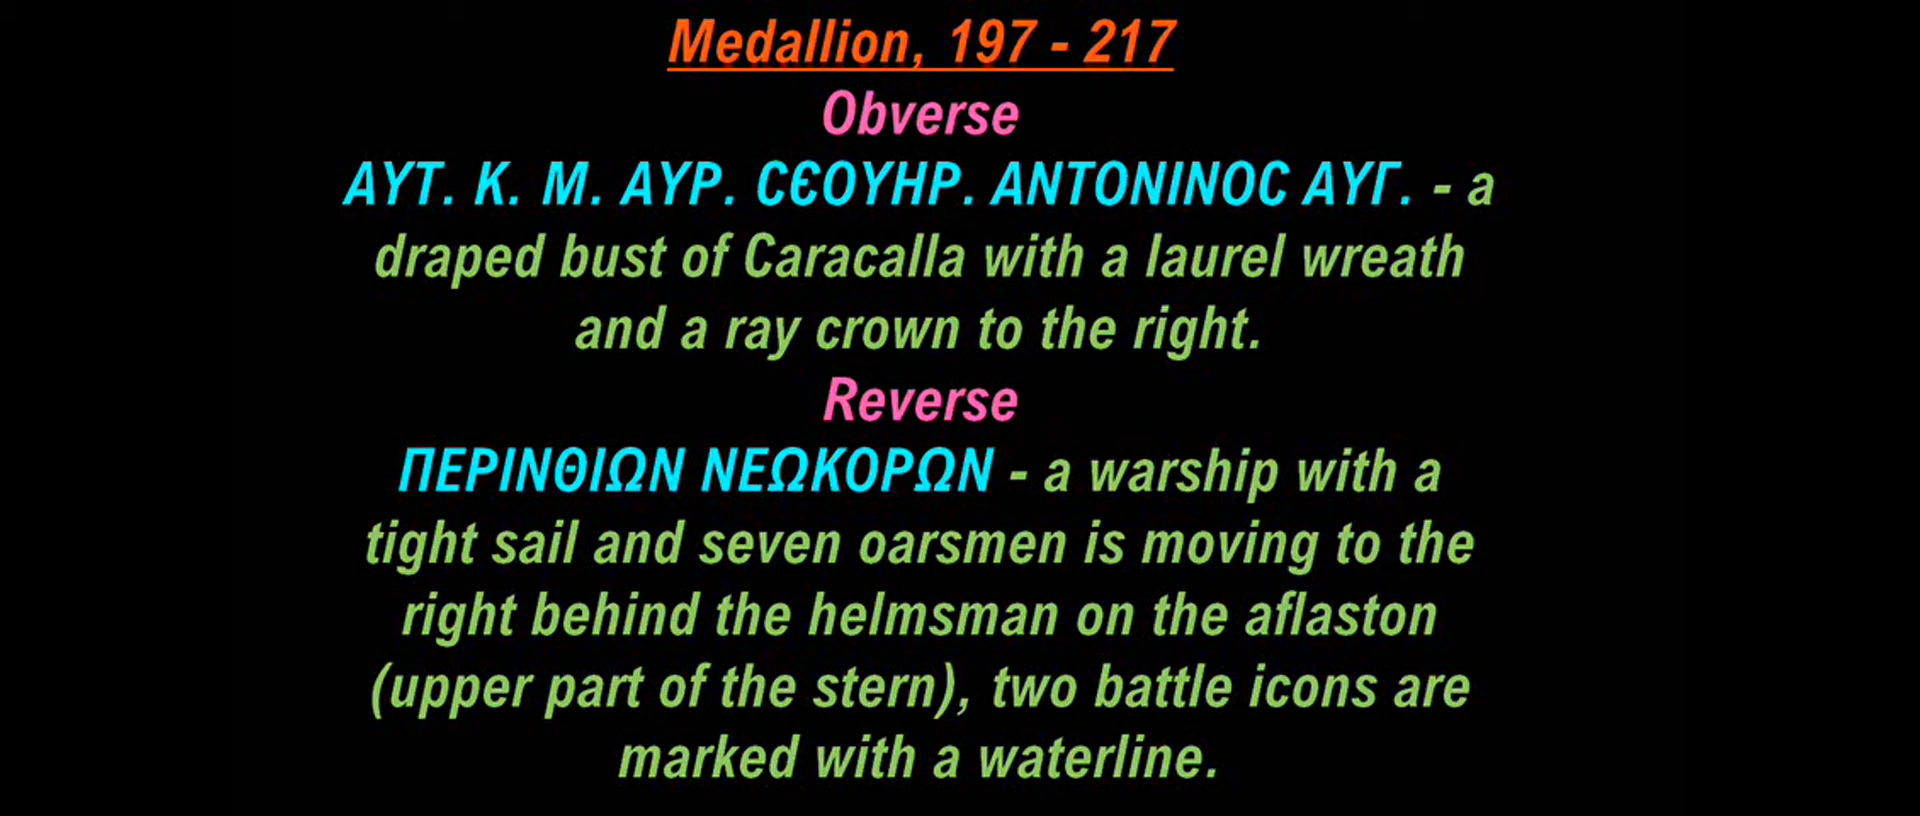 Medallion, 197 - 217
Obverse
ΑΥΤ. Κ. Μ. ΑΥΡ. CЄΟΥΗΡ. ΑΝΤΟΝΙΝΟC ΑΥΓ. - a
draped bust of Caracalla with a laurel wreath
and a ray crown to the right.
Reverse
ΠΕΡΙΝΘΙΩΝ ΝΕΩΚΟΡΩΝ - a warship with a
tight sail and seven oarsmen is moving to the
right behind the helmsman on the aflaston
(upper part of the stern), two battle icons are
marked with a waterline.